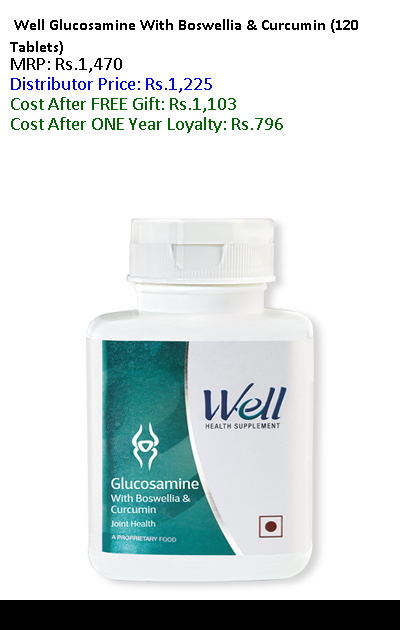 Well Glucosamine With Boswellia & Curcumin (120
Tablets)
MRP: Rs.1,470
Distributor Price: Rs.1,225
Cost After FREE Gift: Rs.1,103
Cost After ONE Year Loyalty: Rs.796
Well
HEALTH SUPPLEMENT
Glucosamine
With Boswellia &
Curcumin
Joint Health
A PROPRIETARY FOOD